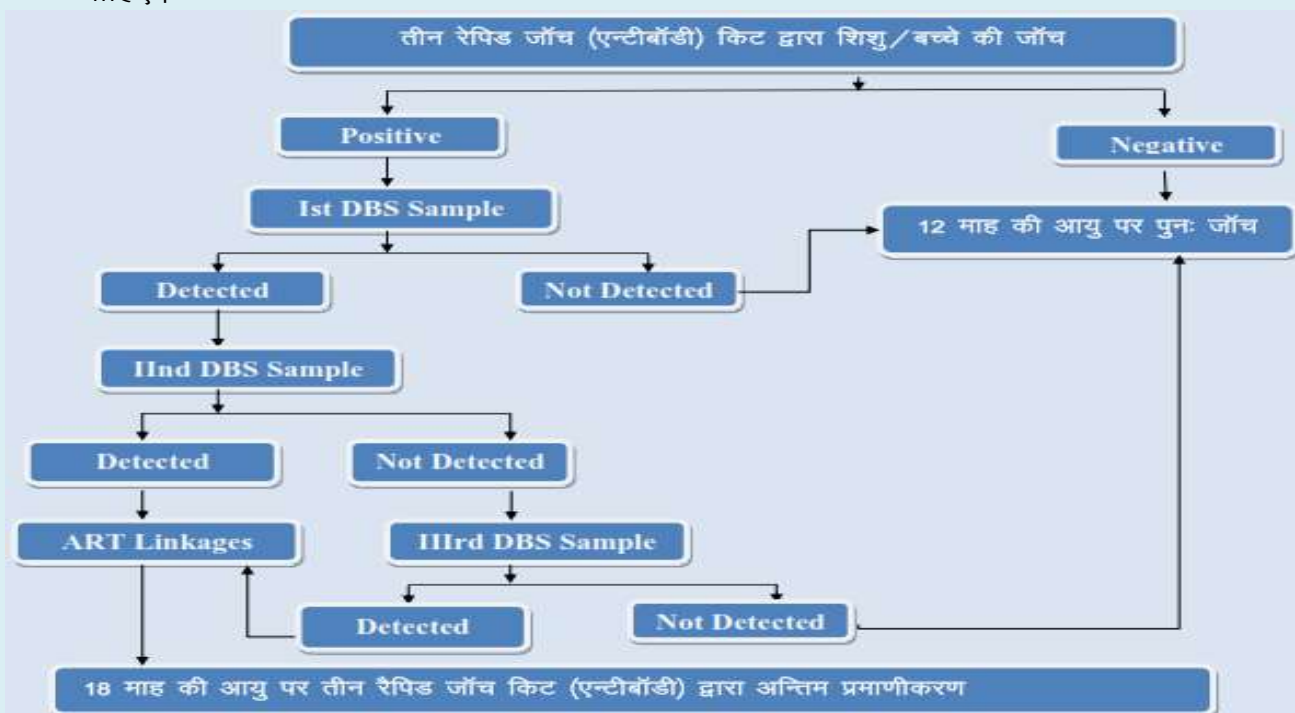 तीन रेपिड जॉच (एन्टीबॉडी) किट द्वारा शिशु/बच्चे की जॉच
Positive
Negative
Ist DBS Sample
12 माह की आयु पर पुनः जॉच
Detected
Not Detected
IInd DBS Sample
Detected
Not Detected
ART Linkages
IIIrd DBS Sample
Detected
Not Detected
18 माह की आयु पर तीन रैपिड जॉच किट (एन्टीबॉडी) द्वारा अन्तिम प्रमाणीकरण